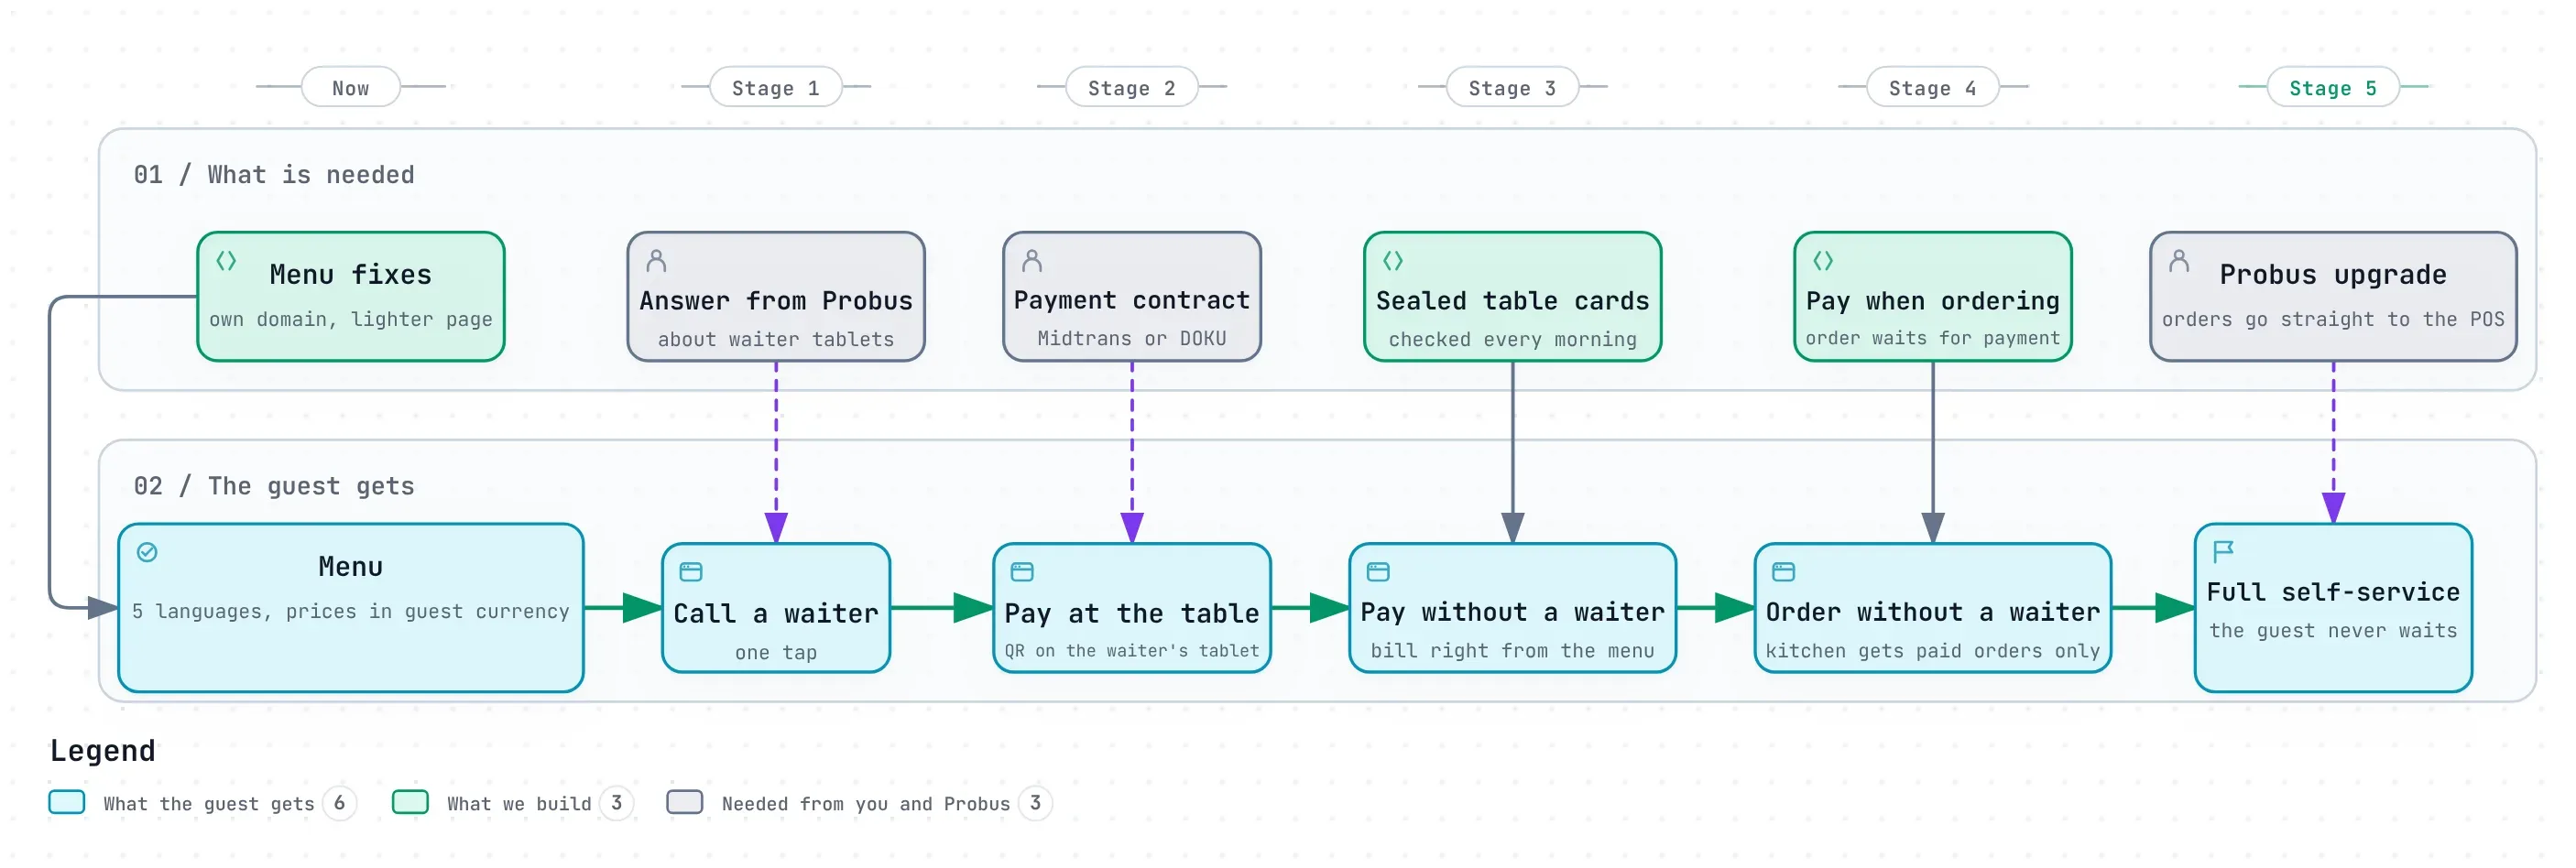 Now
Stage 1
Stage 2
Stage 3
Stage 4
Stage 5
01 / What is needed
Menu fixes
own domain, lighter page
Answer from Probus
about waiter tablets
Payment contract
Midtrans or DOKU
Sealed table cards
checked every morning
Pay when ordering
order waits for payment
Probus upgrade
orders go straight to the POS
02 / The guest gets
Menu
5 languages, prices in guest currency
Call a waiter
one tap
Pay at the table
QR on the waiter's tablet
Pay without a waiter
bill right from the menu
Order without a waiter
kitchen gets paid orders only
Full self-service
the guest never waits
Legend
What the guest gets 6
What we build 3
Needed from you and Probus 3